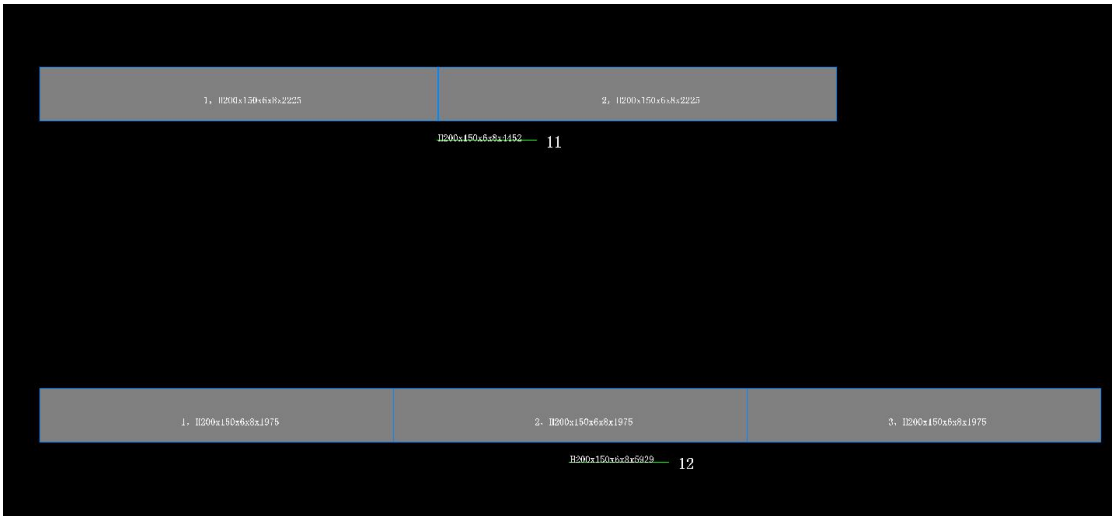 1, H200x150x6x8x2225
2, H200x150x6x8x2225
H200x150x6x8x4452
11
1, H200x150x6x8x1975
2, H200x150x6x8x1975
3, H200x150x6x8x1975
H200x150x6x8x5929
12